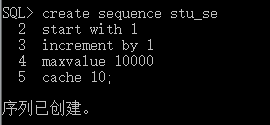 SQL> create sequence stu_se
  2  start with 1
  3  increment by 1
  4  maxvalue 10000
  5  cache 10;
序列已创建。